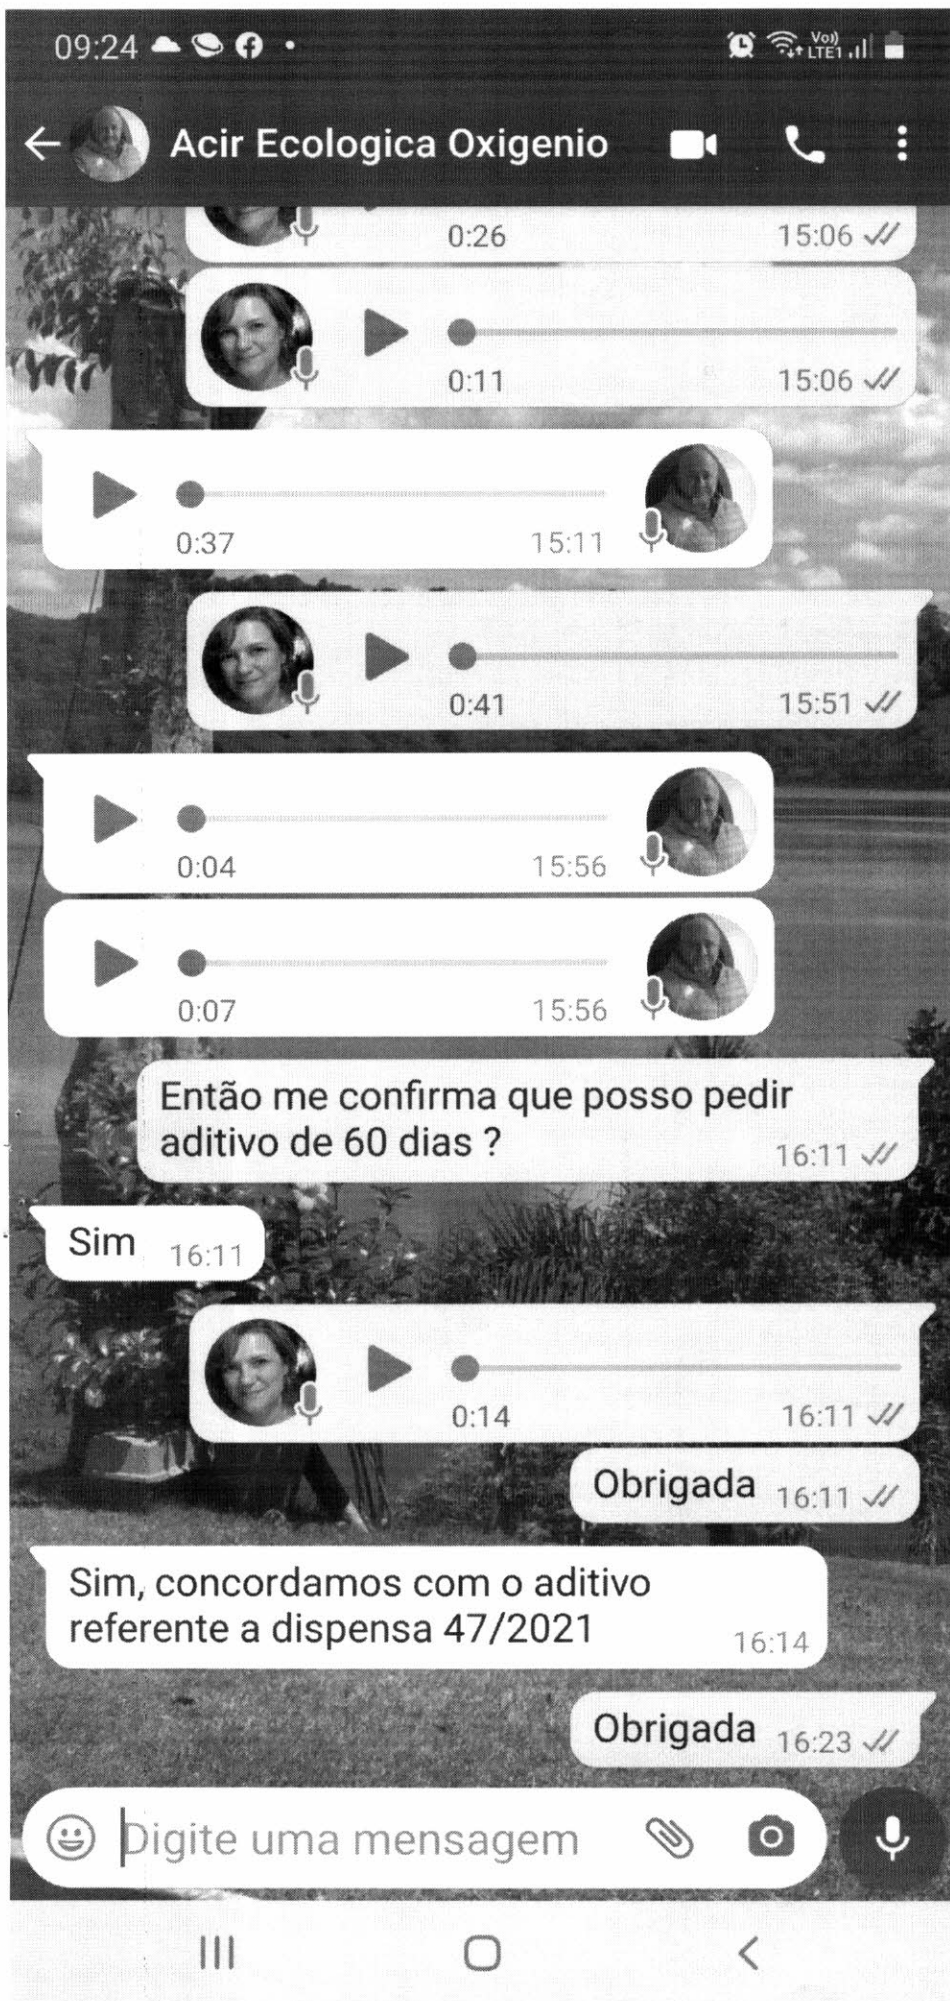 09:24
Vo))
LTE1
Acir Ecologica Oxigenio
0:26 15:06
0:11 15:06
0:37 15:11
0:41 15:51
0:04 15:56
0:07 15:56
Então me confirma que posso pedir
aditivo de 60 dias ?
16:11
Sim 16:11
0:14 16:11
Obrigada 16:11
Sim, concordamos com o aditivo
referente a dispensa 47/2021
16:14
Obrigada 16:23
Digite uma mensagem